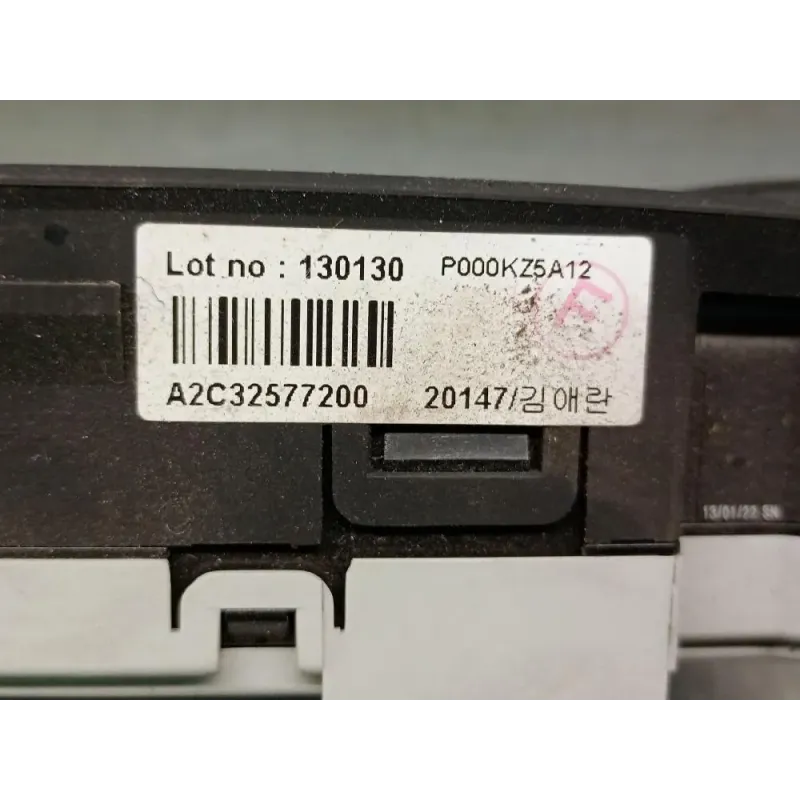 Lot no : 130130 P000KZ5A12
F
A2C32577200 20147/김애란
13/01/22 SN